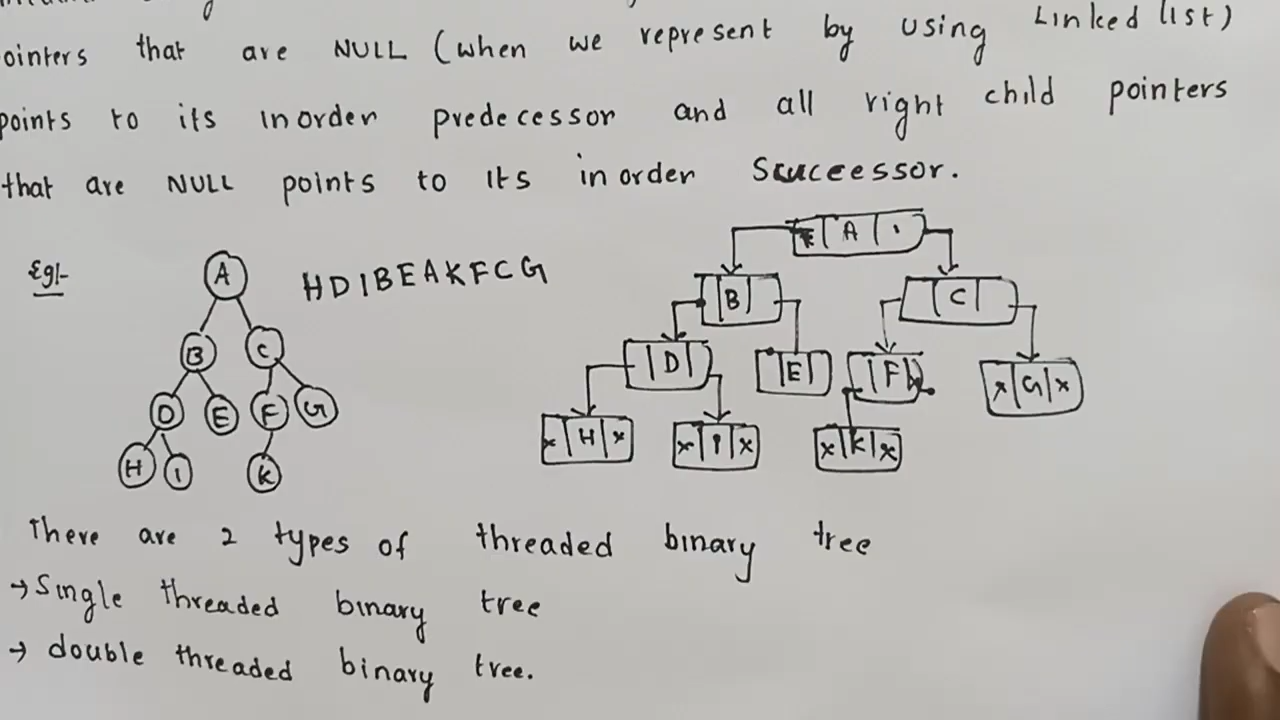 ointers that are NULL (when we represent by using Linked list)
points to its inorder predecessor and all right child pointers
that are NULL points to its inorder Scuccessor.
Eg:-
HDIBEAKFCG
A
B C
D E F G
H I K
A
B C
D E F x G x
x H x x I x x K x
There are 2 types of threaded binary tree
→ Single threaded binary tree
→ double threaded binary tree.